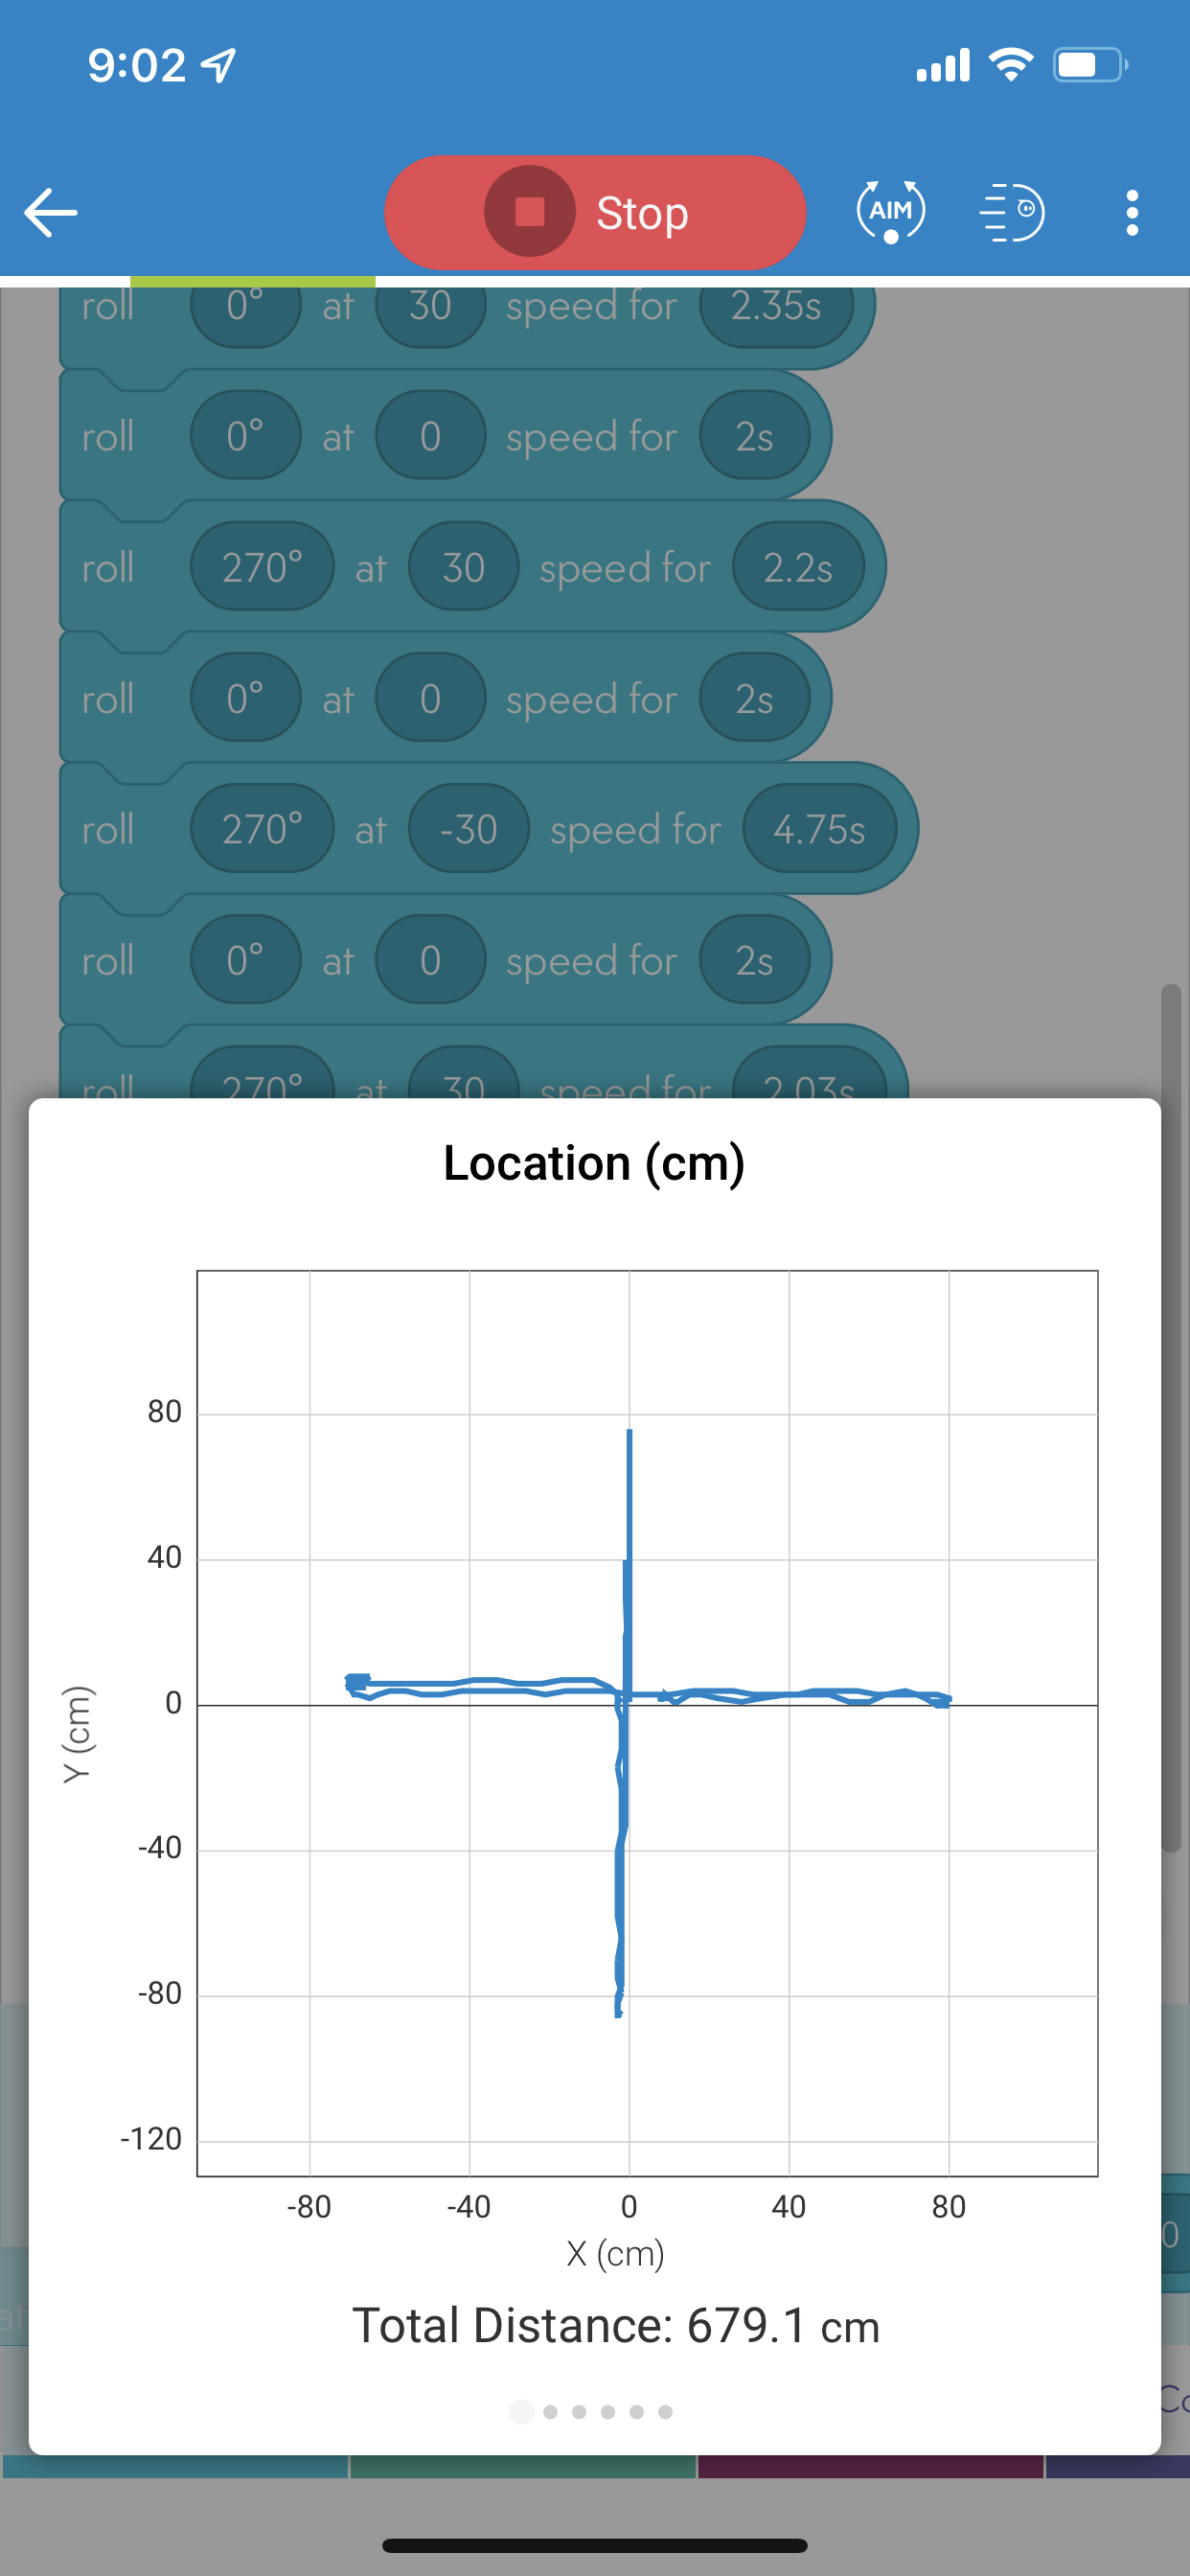 9:02
Stop
AIM
roll 0° at 30 speed for 2.35s
roll 0° at 0 speed for 2s
roll 270° at 30 speed for 2.2s
roll 0° at 0 speed for 2s
roll 270° at -30 speed for 4.75s
roll 0° at 0 speed for 2s
roll 270° at 30 speed for 2.03s
Location (cm)
80
40
0
-40
-80
-120
Y (cm)
-80 -40 0 40 80
X (cm)
0
at
Total Distance: 679.1 cm